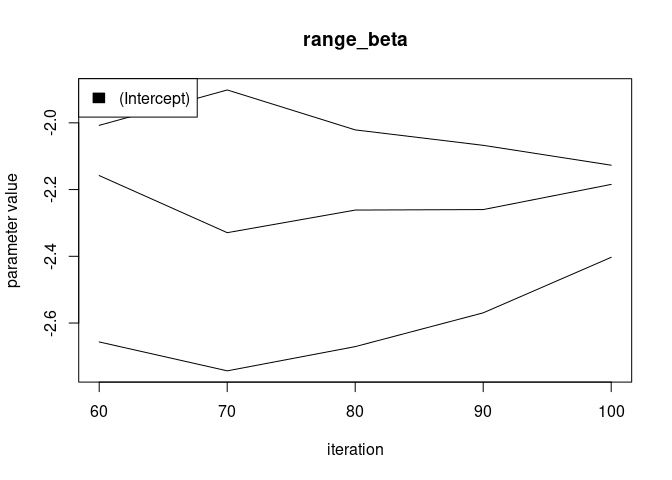 range_beta
(Intercept)
parameter value
-2.0
-2.2
-2.4
-2.6
60 70 80 90 100
iteration